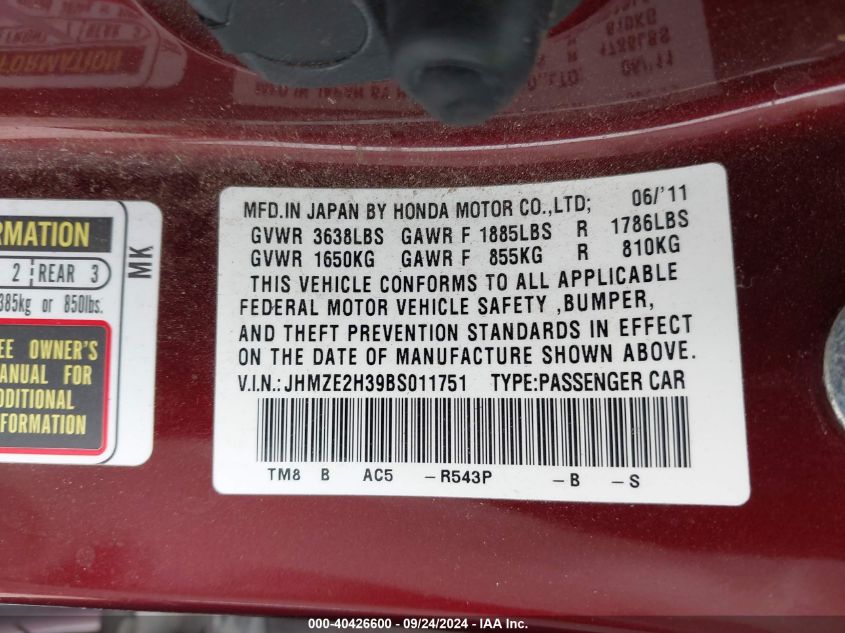 MFD.IN JAPAN BY HONDA MOTOR CO.,LTD; 06/'11
GVWR 3638LBS GAWR F 1885LBS R 1786LBS
GVWR 1650KG GAWR F 855KG R 810KG
THIS VEHICLE CONFORMS TO ALL APPLICABLE
FEDERAL MOTOR VEHICLE SAFETY ,BUMPER,
AND THEFT PREVENTION STANDARDS IN EFFECT
ON THE DATE OF MANUFACTURE SHOWN ABOVE.
V.I.N.:JHMZE2H39BS011751 TYPE:PASSENGER CAR
TM8 B AC5 -R543P -B -S
RMATION
2 REAR 3
385kg or 850lbs.
MK
EE OWNER'S
ANUAL FOR
DDITIONAL
FORMATION
000-40426600 - 09/24/2024 - IAA Inc.